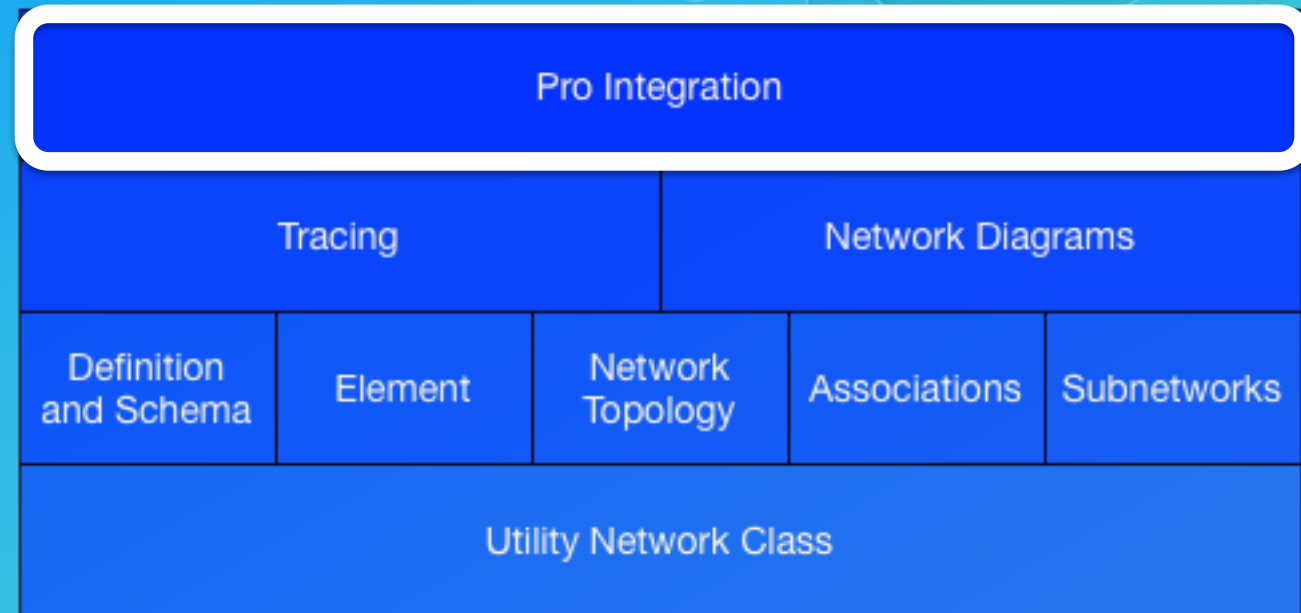 Pro Integration
Tracing
Network Diagrams
Definition
and Schema
Element
Network
Topology
Associations
Subnetworks
Utility Network Class